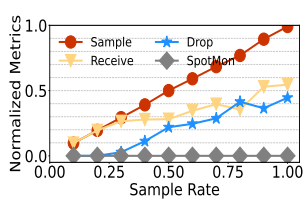 Normalized Metrics
1.0
0.5
0.0
Sample
Receive
Drop
SpotMon
0.00 0.25 0.50 0.75 1.00
Sample Rate